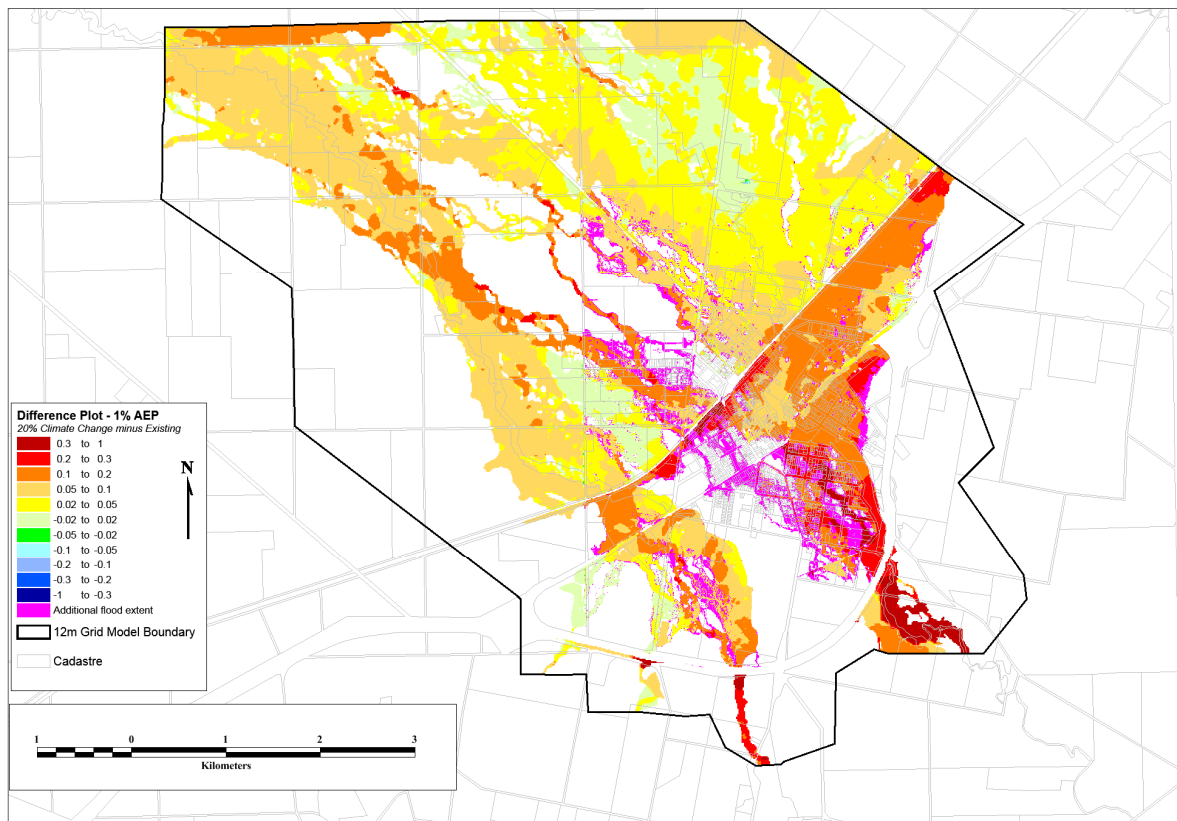 Difference Plot - 1% AEP
20% Climate Change minus Existing
0.3 to 1
0.2 to 0.3
0.1 to 0.2
0.05 to 0.1
0.02 to 0.05
-0.02 to 0.02
-0.05 to -0.02
-0.1 to -0.05
-0.2 to -0.1
-0.3 to -0.2
-1 to -0.3
Additional flood extent
12m Grid Model Boundary
Cadastre
N
1 0 1 2 3
Kilometers